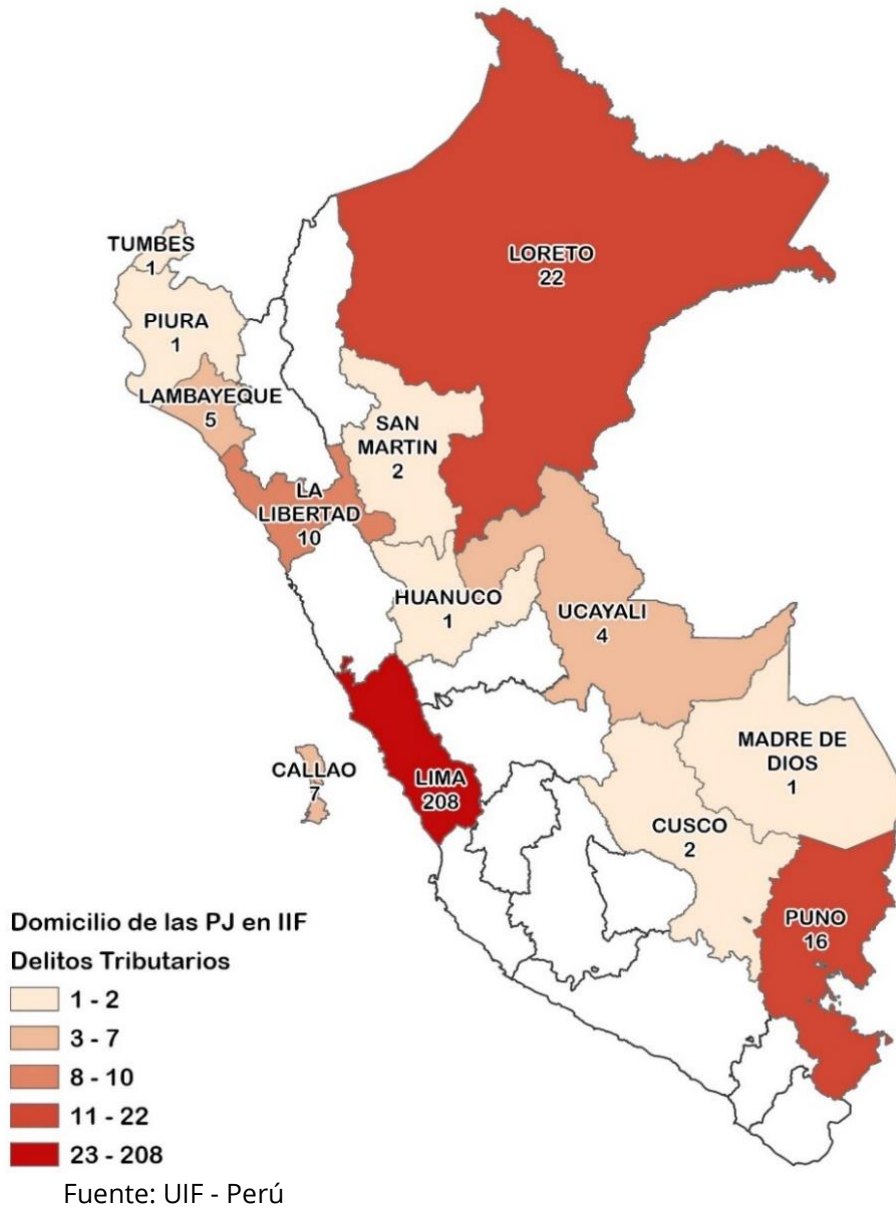 LORETO
22
TUMBES
1
PIURA
1
LAMBAYEQUE
5
SAN
MARTIN
2
LA
LIBERTAD
10
HUANUCO
1
UCAYALI
4
MADRE DE
DIOS
1
CALLAO
7
LIMA
208
CUSCO
2
PUNO
16
Domicilio de las PJ en IIF
Delitos Tributarios
1 - 2
3 - 7
8 - 10
11 - 22
23 - 208
Fuente: UIF - Perú